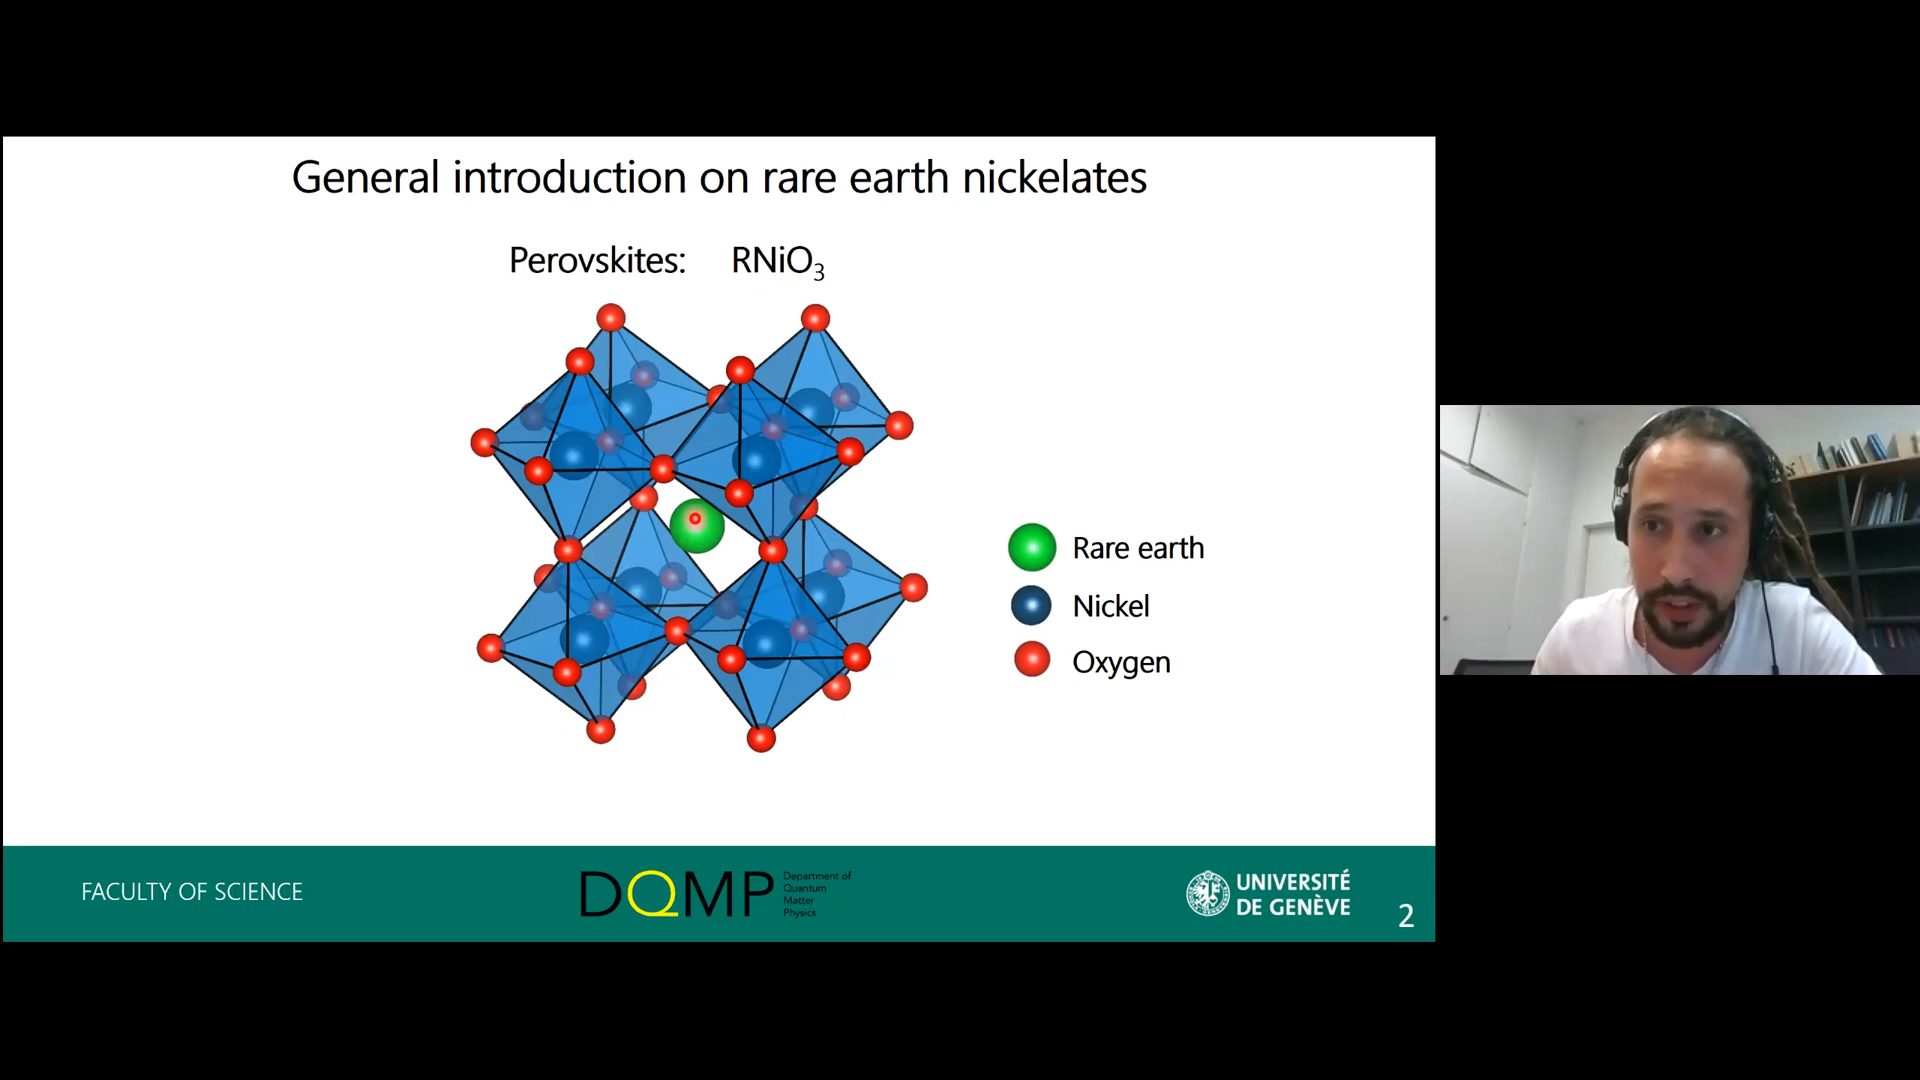 General introduction on rare earth nickelates
Perovskites: RNiO₃
Rare earth
Nickel
Oxygen
FACULTY OF SCIENCE
DQMP
Department of
Quantum
Matter
Physics
UNIVERSITÉ
DE GENÈVE
2